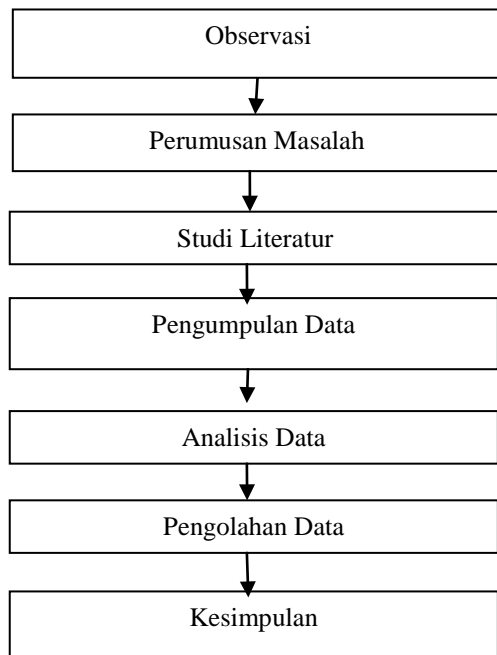 Observasi
Perumusan Masalah
Studi Literatur
Pengumpulan Data
Analisis Data
Pengolahan Data
Kesimpulan